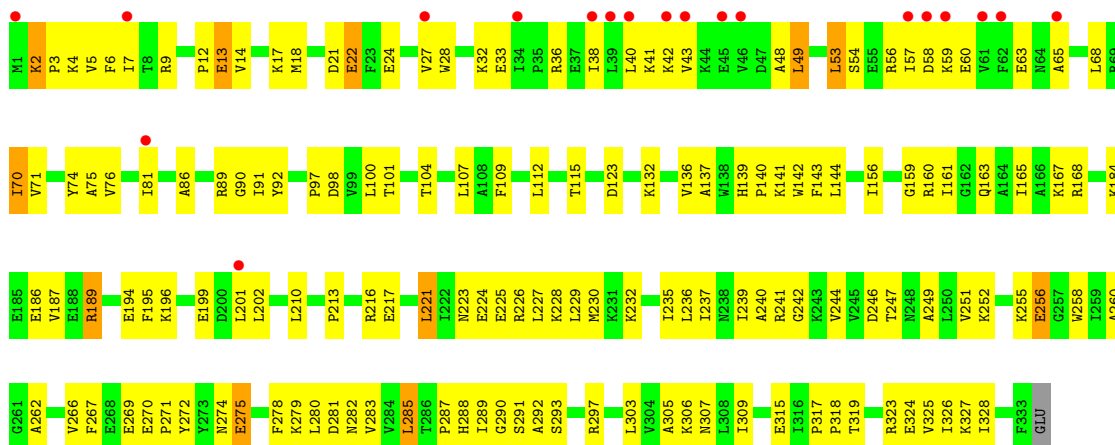 M1 K2 P3 K4 V5 F6 I7 T8 R9 P12 E13 V14 K17 M18 D21 E22 F23 E24 V27 W28 K32 E33 I34 P35 R36 E37 I38 L39 L40 K41 K42 V43 K44 E45 V46 D47 A48 L49 L53 S54 E55 R56 I57 D58 K59 E60 V61 F62 E63 N64 A65 L68
I70 V71 Y74 A75 V76 I81 A86 R89 G90 I91 Y92 P97 D98 V99 L100 T101 T104 L107 A108 F109 L112 T115 D123 K132 V136 A137 W138 H139 P140 K141 W142 F143 L144 I156 G159 R160 I161 G162 Q163 A164 I165 A166 K167 R168
E185 E186 V187 E188 R189 E194 F195 K196 E199 D200 L201 L202 L210 P213 R216 E217 L221 I222 N223 E224 E225 R226 L227 K228 L229 M230 K231 K232 I235 L236 I237 N238 I239 A240 R241 G242 K243 V244 V245 D246 T247 N248 A249 L250 V251 K252 K255 E256 G257 W258 I259 A260
G261 A262 V266 F267 E268 E269 E270 P271 Y272 Y273 N274 E275 F278 K279 L280 D281 N282 V283 V284 L285 T286 P287 H288 I289 G290 S291 A292 S293 R297 L303 V304 A305 K306 N307 L308 I309 E315 I316 P317 P318 T319 R323 E324 V325 I326 K327 I328 F333 GLU